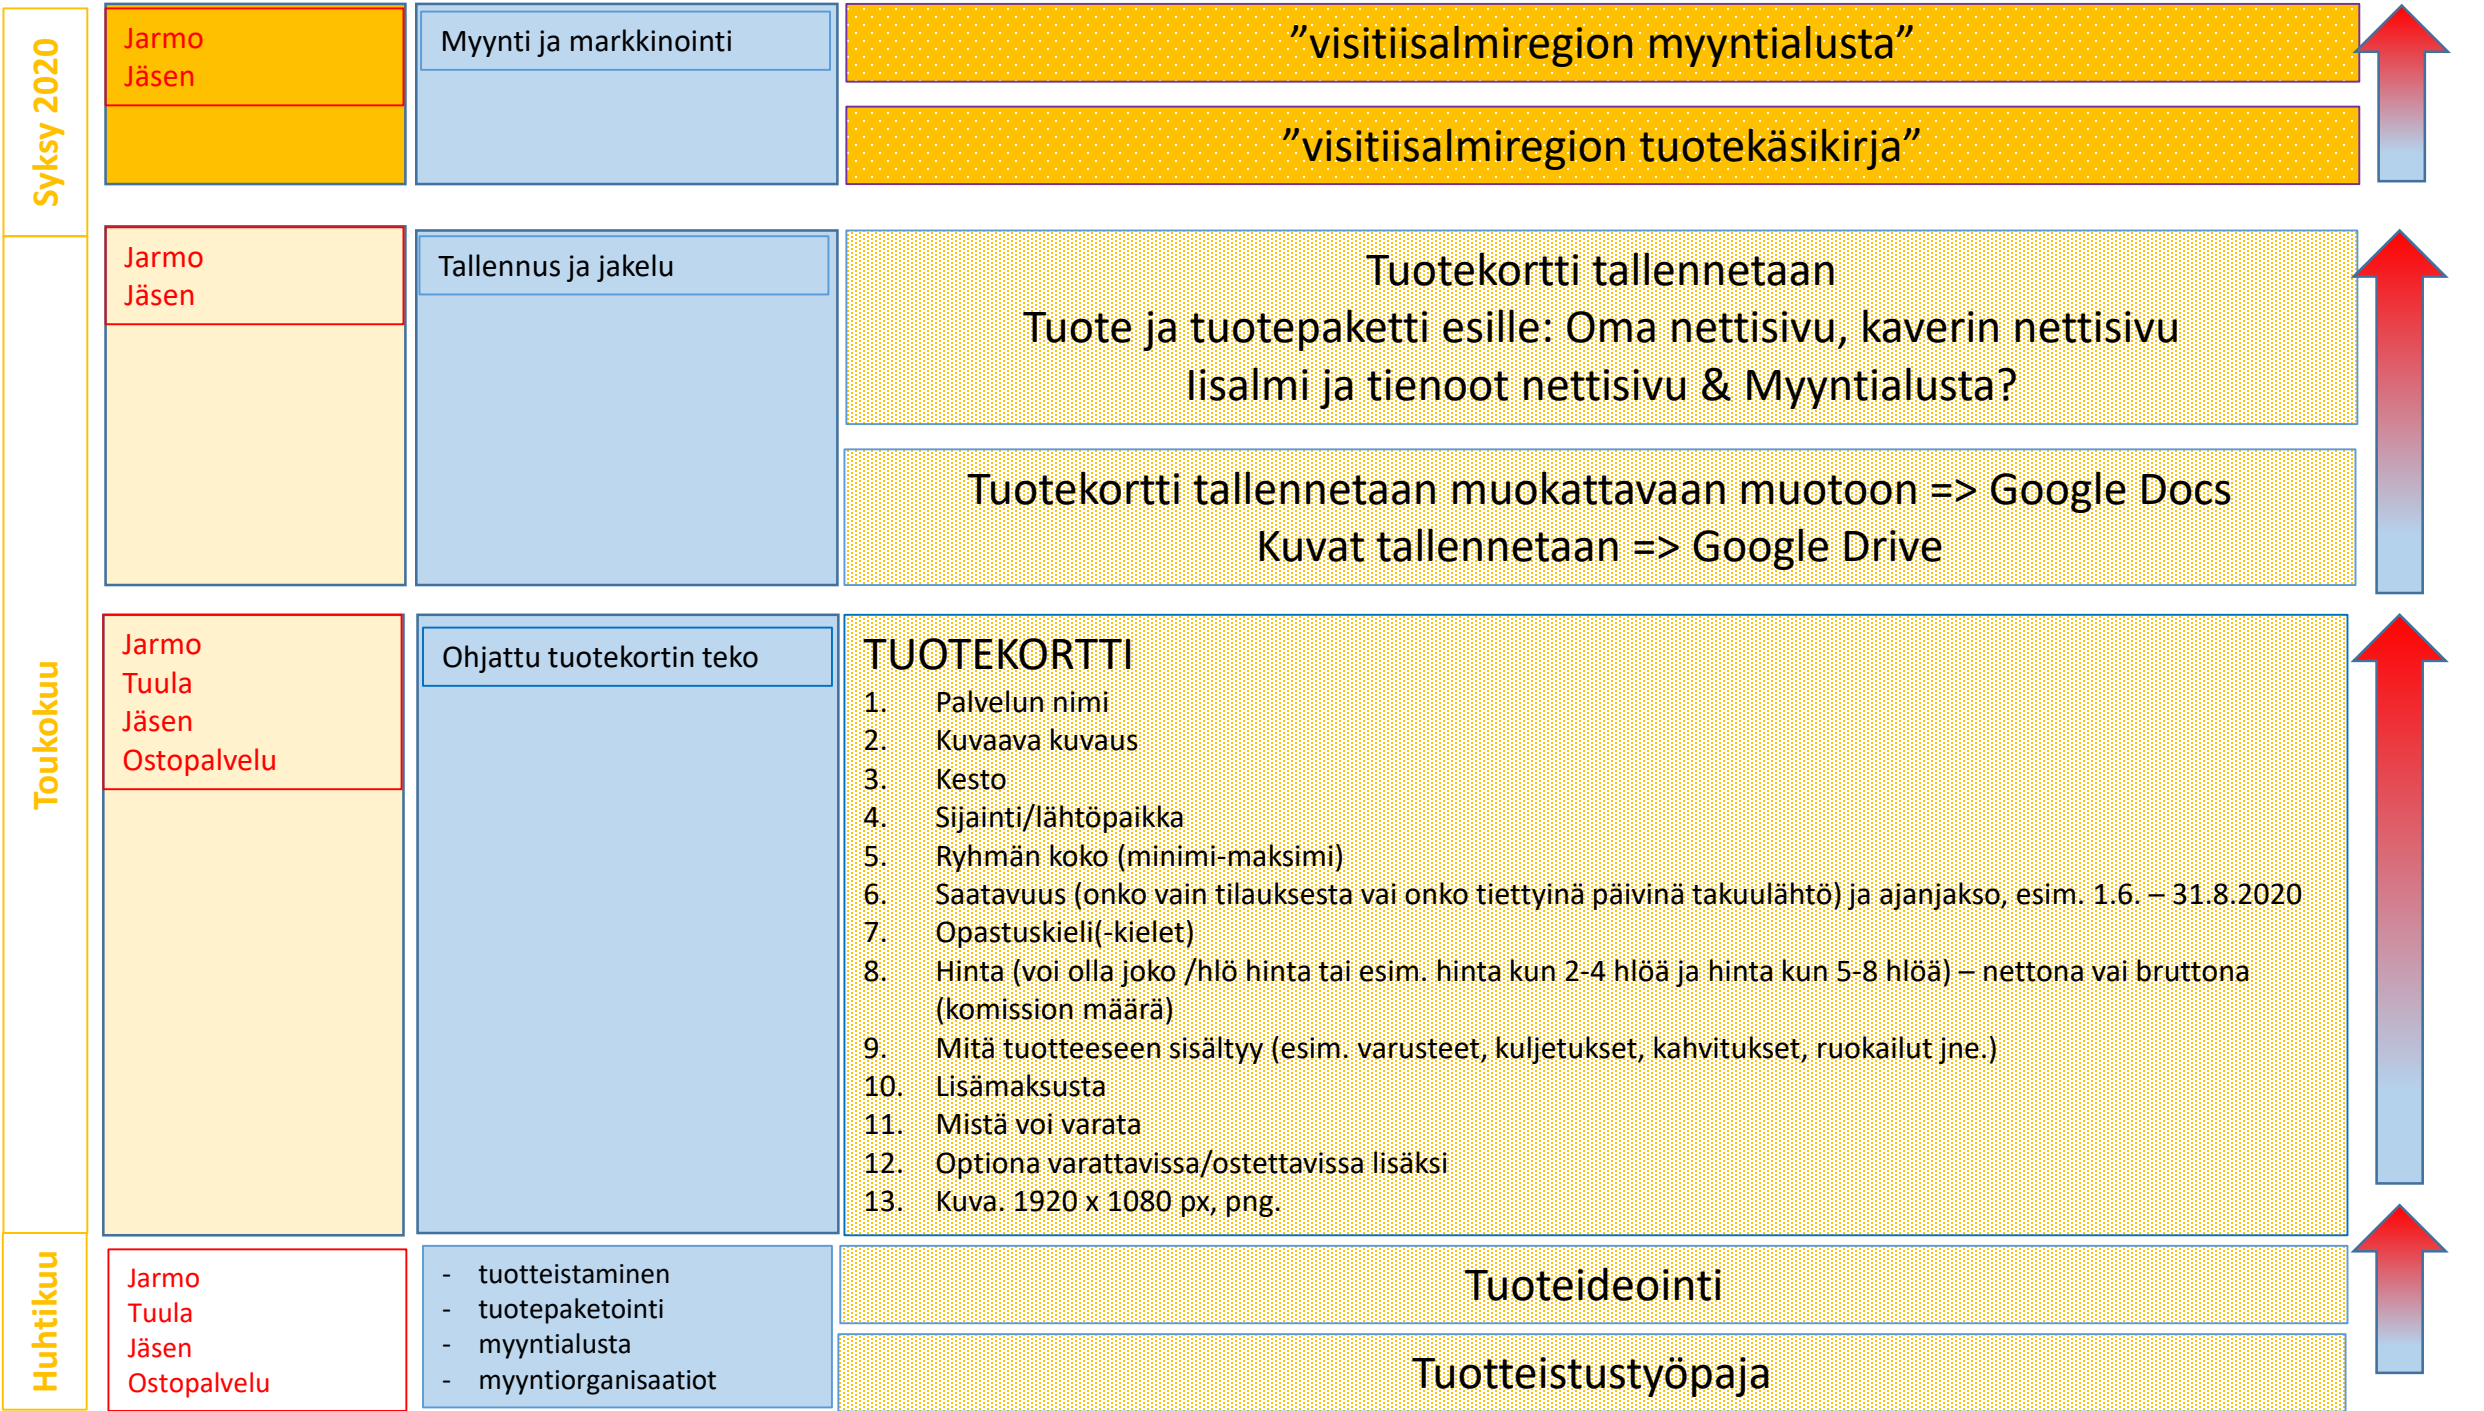 Syksy 2020
Jarmo
Jäsen
Myynti ja markkinointi
”visitiisalmiregion myyntialusta”
”visitiisalmiregion tuotekäsikirja”
Toukokuu
Jarmo
Jäsen
Tallennus ja jakelu
Tuotekortti tallennetaan
Tuote ja tuotepaketti esille: Oma nettisivu, kaverin nettisivu
Iisalmi ja tienoot nettisivu & Myyntialusta?
Tuotekortti tallennetaan muokattavaan muotoon => Google Docs
Kuvat tallennetaan => Google Drive
Jarmo
Tuula
Jäsen
Ostopalvelu
Ohjattu tuotekortin teko
TUOTEKORTTI
1. Palvelun nimi
2. Kuvaava kuvaus
3. Kesto
4. Sijainti/lähtöpaikka
5. Ryhmän koko (minimi-maksimi)
6. Saatavuus (onko vain tilauksesta vai onko tiettyinä päivinä takuulähtö) ja ajanjakso, esim. 1.6. – 31.8.2020
7. Opastuskieli(-kielet)
8. Hinta (voi olla joko /hlö hinta tai esim. hinta kun 2-4 hlöä ja hinta kun 5-8 hlöä) – nettona vai bruttona
(komission määrä)
9. Mitä tuotteeseen sisältyy (esim. varusteet, kuljetukset, kahvitukset, ruokailut jne.)
10. Lisämaksusta
11. Mistä voi varata
12. Optiona varattavissa/ostettavissa lisäksi
13. Kuva. 1920 x 1080 px, png.
Huhtikuu
Jarmo
Tuula
Jäsen
Ostopalvelu
- tuotteistaminen
- tuotepaketointi
- myyntialusta
- myyntiorganisaatiot
Tuoteideointi
Tuotteistustyöpaja